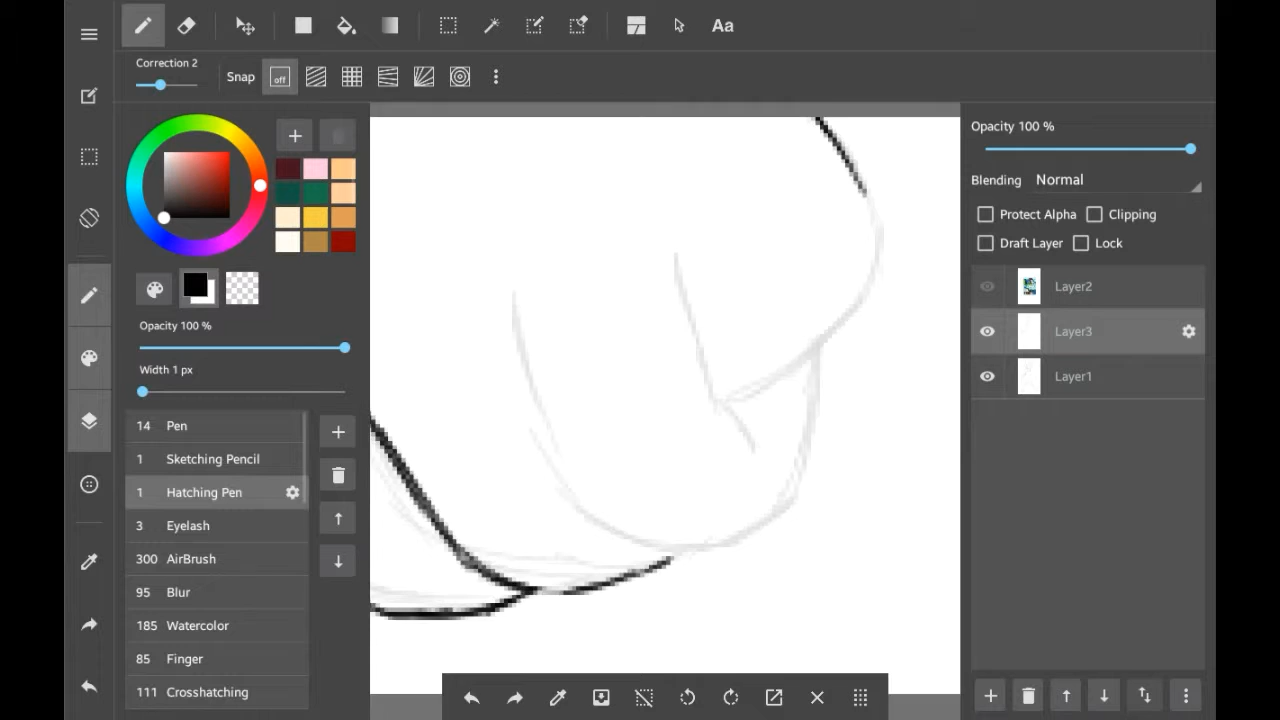 Aa
Correction 2
Snap
off
Opacity 100 %
Width 1 px
14 Pen
1 Sketching Pencil
1 Hatching Pen
3 Eyelash
300 AirBrush
95 Blur
185 Watercolor
85 Finger
111 Crosshatching
Opacity 100 %
Blending Normal
Protect Alpha Clipping
Draft Layer Lock
Layer2
Layer3
Layer1